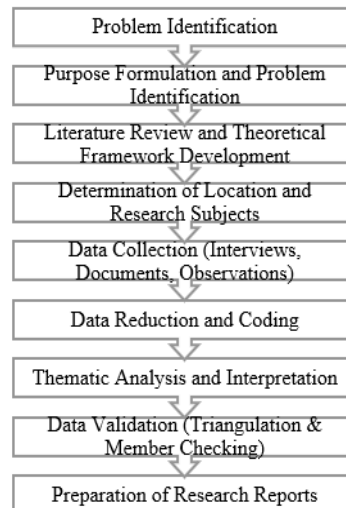 Problem Identification
Purpose Formulation and Problem
Identification
Literature Review and Theoretical
Framework Development
Determination of Location and
Research Subjects
Data Collection (Interviews,
Documents, Observations)
Data Reduction and Coding
Thematic Analysis and Interpretation
Data Validation (Triangulation &
Member Checking)
Preparation of Research Reports